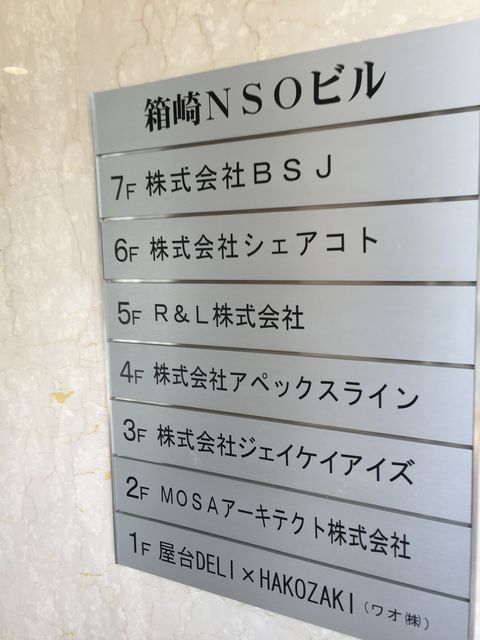 箱崎NSOビル
7F 株式会社BSJ
6F 株式会社シェアコト
5F R&L株式会社
4F 株式会社アペックスライン
3F 株式会社ジェイケイアイズ
2F MOSAアーキテクト株式会社
1F 屋台DELI×HAKOZAKI(ワオ㈱)